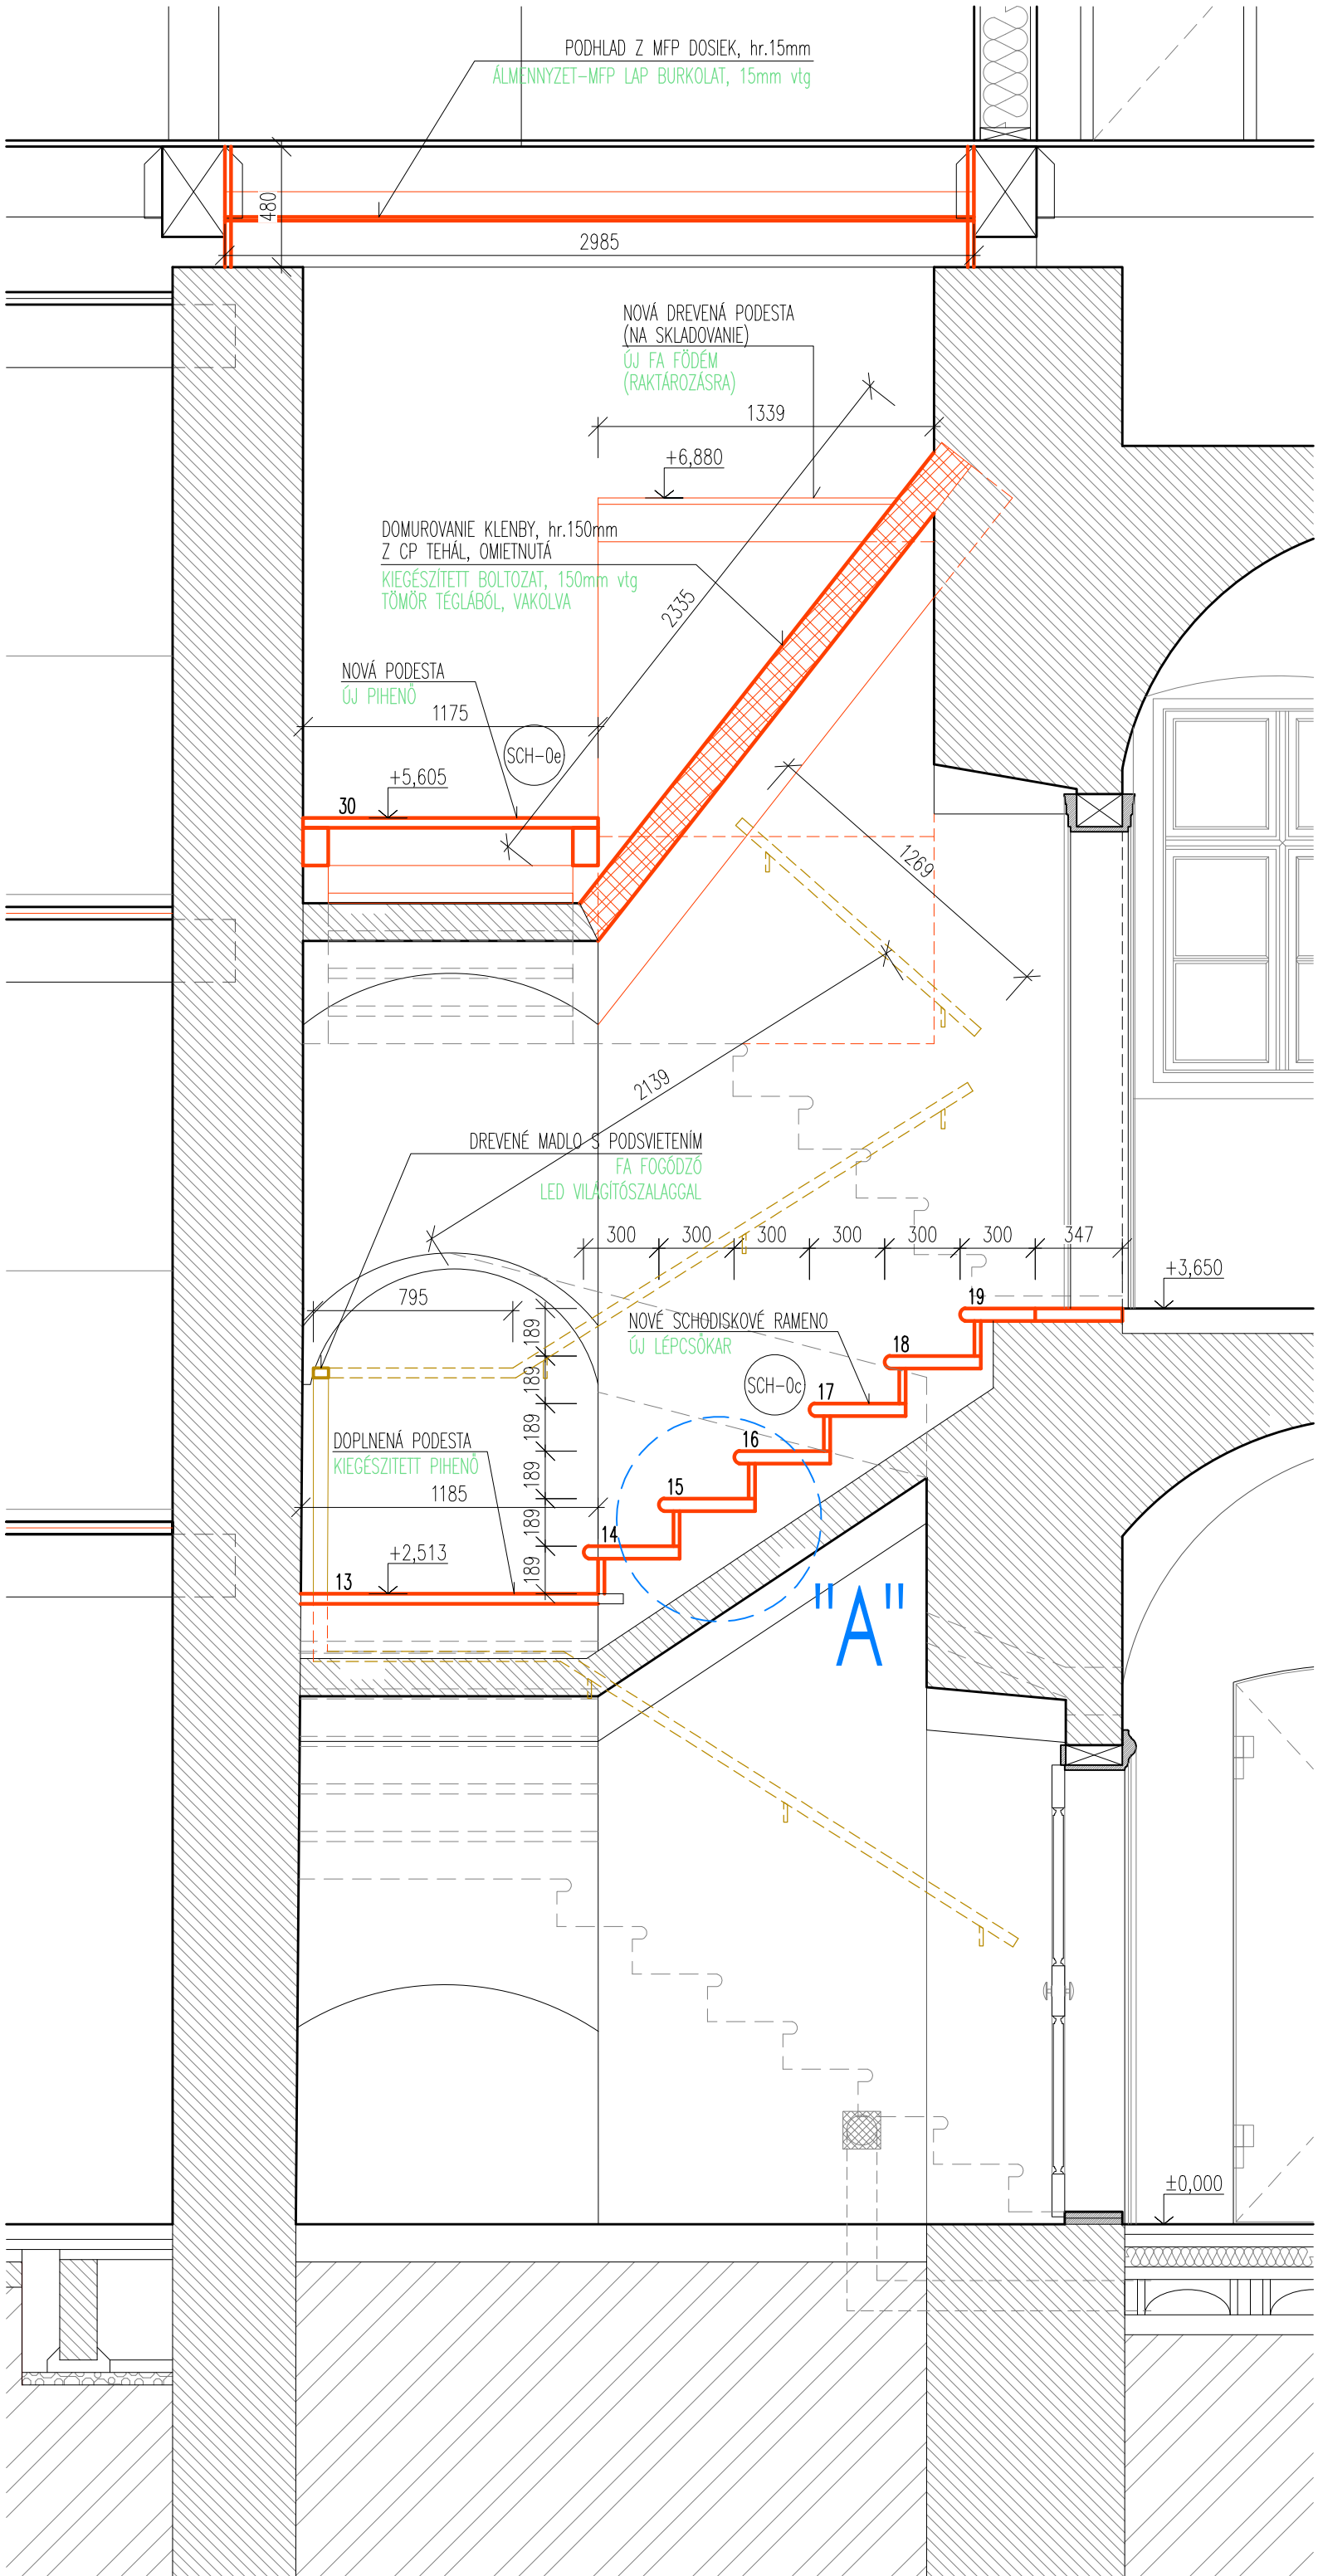 PODHLAD Z MFP DOSIEK, hr.15mm
ÁLMENNYZET-MFP LAP BURKOLAT, 15mm vtg
480
2985
NOVÁ DREVENÁ PODESTA
(NA SKLADOVANIE)
ÚJ FA FÖDÉM
(RAKTÁROZÁSRA)
1339
+6,880
DOMUROVANIE KLENBY, hr.150mm
Z CP TEHÁL, OMIETNUTÁ
KIEGÉSZÍTETT BOLTOZAT, 150mm vtg
TÖMÖR TÉGLÁBÓL, VAKOLVA
2335
NOVÁ PODESTA
ÚJ PIHENŐ
1175
SCH-0e
+5,605
30
1269
2139
DREVENÉ MADLO S PODSVIETENÍM
FA FOGÓDZÓ
LED VILÁGÍTÓSZALAGGAL
300 300 300 300 300 300 347
+3,650
795
19
189
NOVÉ SCHODISKOVÉ RAMENO
ÚJ LÉPCSŐKAR
18
189
SCH-0c
17
189
DOPLNENÁ PODESTA
KIEGÉSZITETT PIHENŐ
16
189
1185
15
189
14
+2,513
189
13
"A"
±0,000